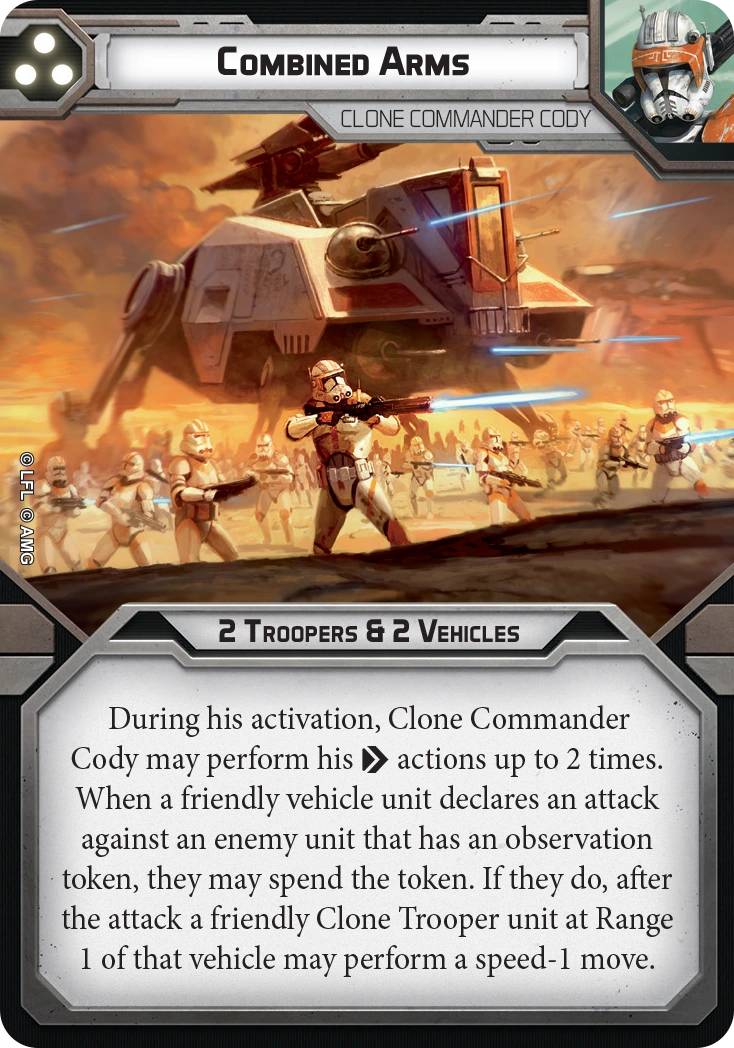 Combined Arms
CLONE COMMANDER CODY
© LFL © AMG
2 Troopers & 2 Vehicles
During his activation, Clone Commander
Cody may perform his actions up to 2 times.
When a friendly vehicle unit declares an attack
against an enemy unit that has an observation
token, they may spend the token. If they do, after
the attack a friendly Clone Trooper unit at Range
1 of that vehicle may perform a speed-1 move.